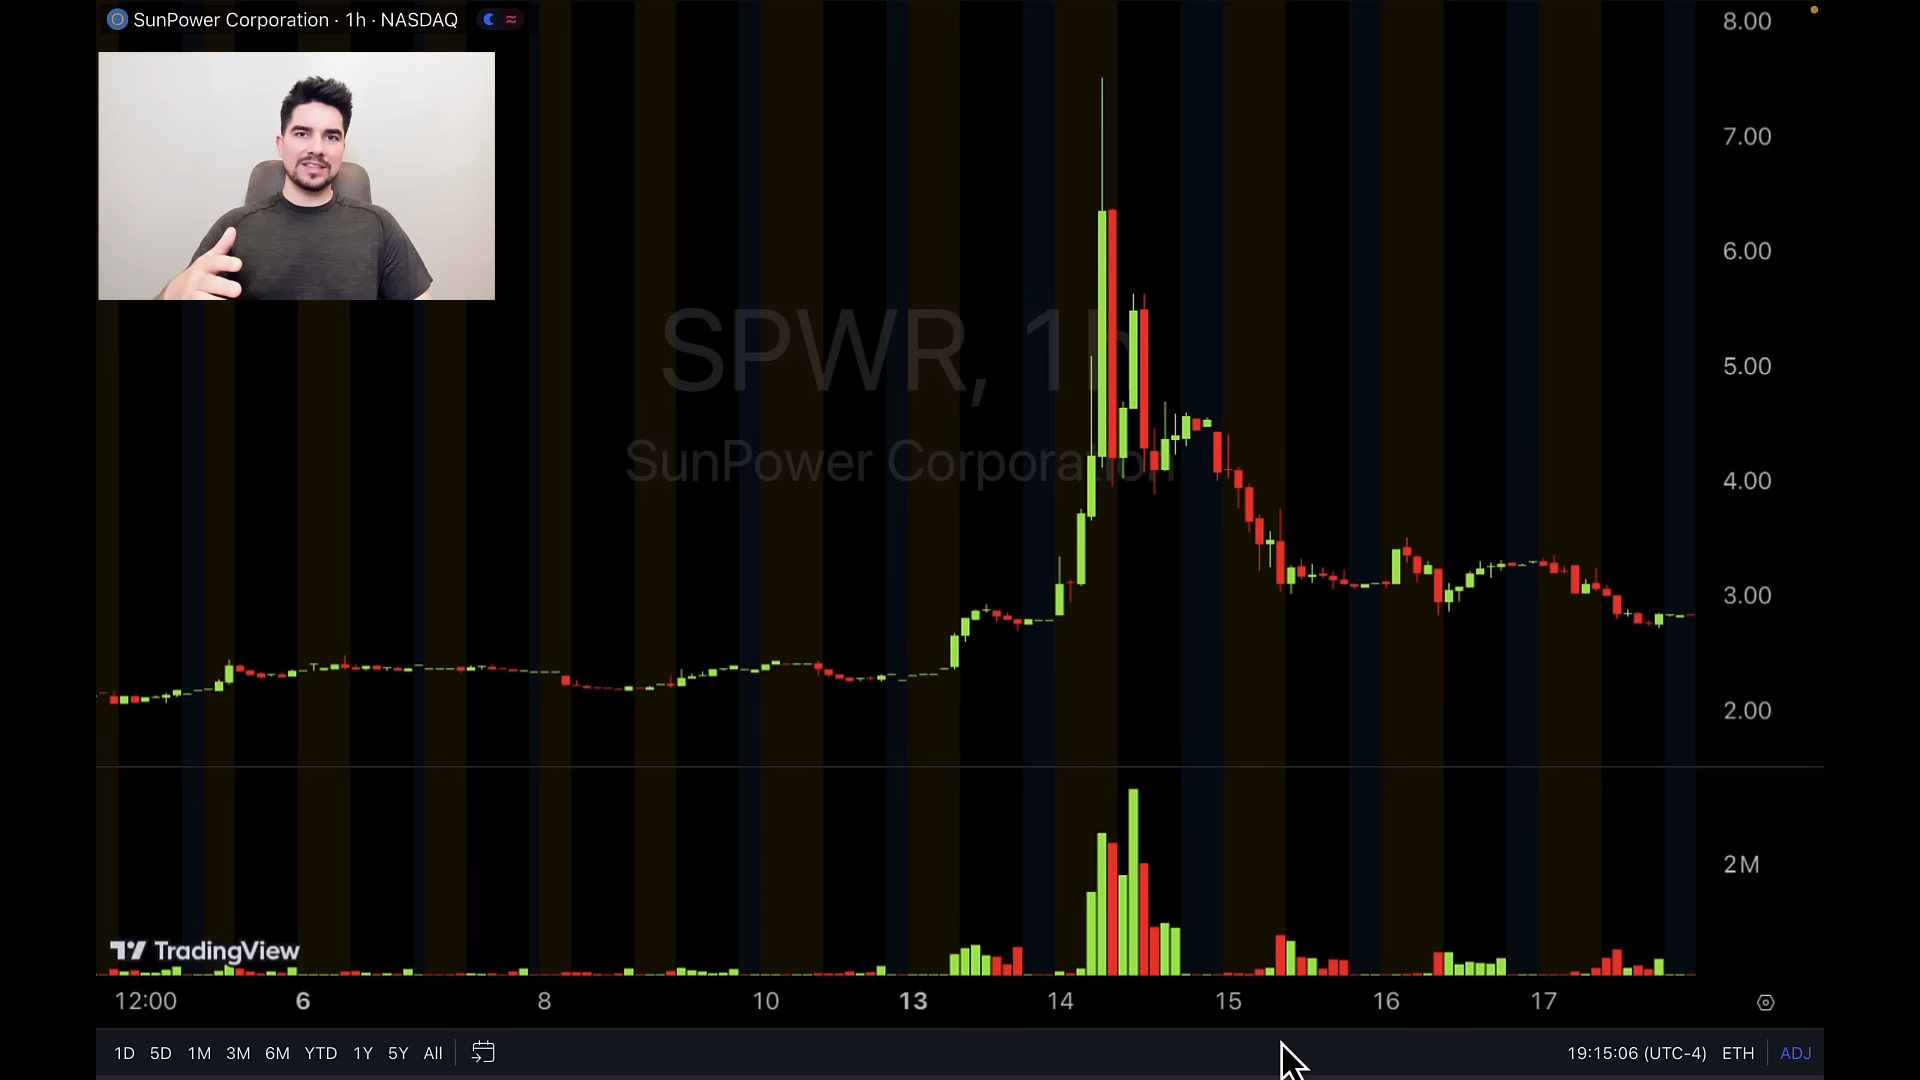 SunPower Corporation · 1h · NASDAQ
8.00
7.00
6.00
5.00
4.00
3.00
2.00
SPWR, 1h
SunPower Corporation
2M
TradingView
12:00 6 8 10 13 14 15 16 17
1D 5D 1M 3M 6M YTD 1Y 5Y All
19:15:06 (UTC-4) ETH ADJ